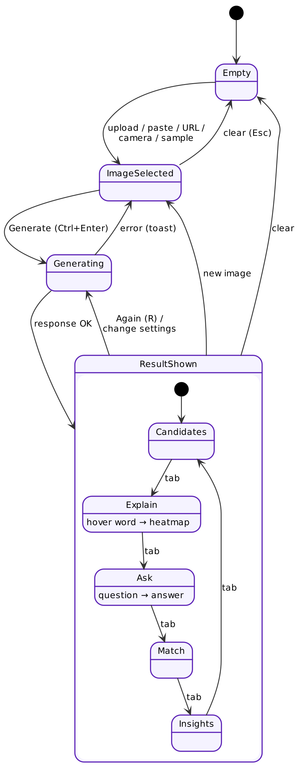 Empty
upload / paste / URL /
camera / sample
clear (Esc)
ImageSelected
Generate (Ctrl+Enter)
error (toast)
clear
Generating
new image
response OK
Again (R) /
change settings
ResultShown
Candidates
tab
Explain
hover word → heatmap
tab
Ask
question → answer
tab
tab
Match
tab
Insights